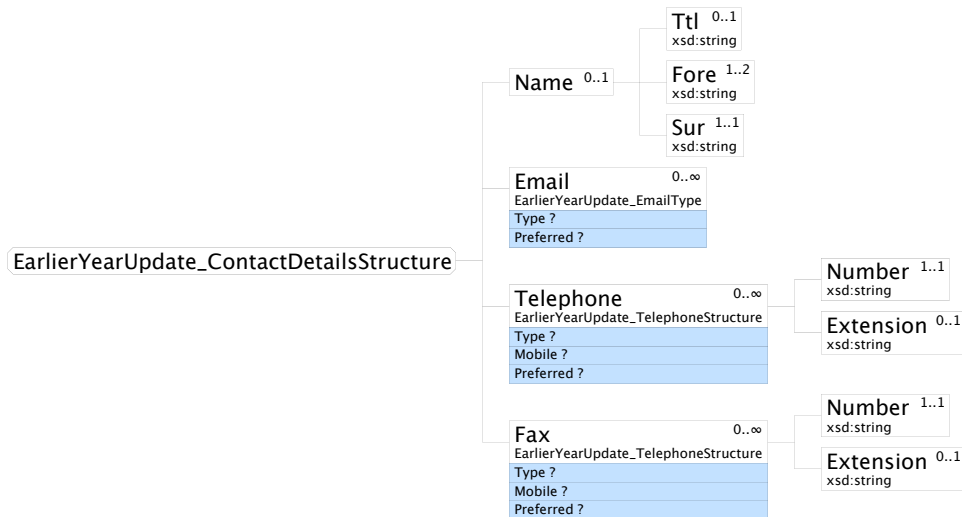 Ttl 0..1
xsd:string
Name 0..1
Fore 1..2
xsd:string
Sur 1..1
xsd:string
Email 0..∞
EarlierYearUpdate_EmailType
Type ?
Preferred ?
EarlierYearUpdate_ContactDetailsStructure
Telephone 0..∞
EarlierYearUpdate_TelephoneStructure
Type ?
Mobile ?
Preferred ?
Number 1..1
xsd:string
Extension 0..1
xsd:string
Fax 0..∞
EarlierYearUpdate_TelephoneStructure
Type ?
Mobile ?
Preferred ?
Number 1..1
xsd:string
Extension 0..1
xsd:string